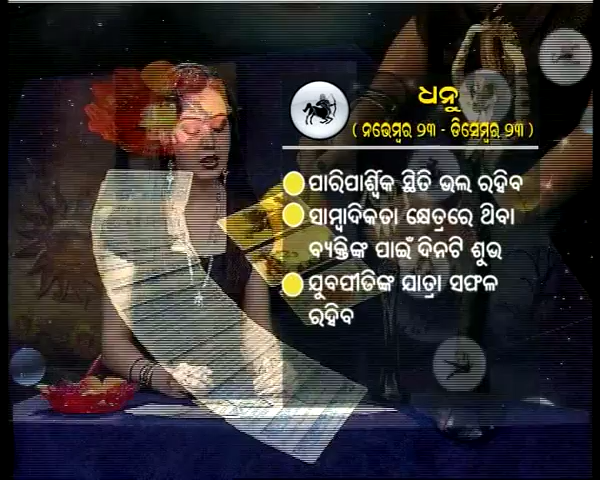 ଧନୁ
( ନଭେମ୍ବର ୨୩ - ଡିସେମ୍ବର ୨୩ )
ପାରିପାର୍ଶ୍ୱିକ ସ୍ଥିତି ଭଲ ରହିବ
ସାମ୍ବାଦିକତା କ୍ଷେତ୍ରରେ ଥିବା
ବ୍ୟକ୍ତିଙ୍କ ପାଇଁ ଦିନଟି ଶୁଭ
ଯୁବପୀଡିଙ୍କ ଯାତ୍ରା ସଫଳ
ରହିବ